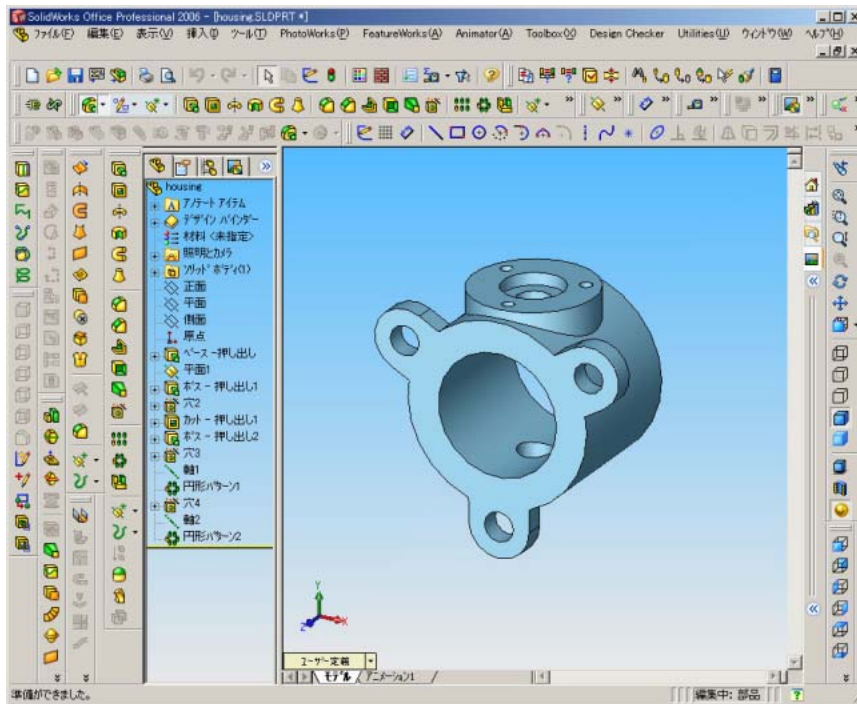 SolidWorks Office Professional 2006 - [housing.SLDPRT *]
ファイル(F) 編集(E) 表示(V) 挿入(I) ツール(T) PhotoWorks(P) FeatureWorks(A) Animator(A) Toolbox(X) Design Checker Utilities(U) ウィンドウ(W) ヘルプ(H)
housing
アノテート アイテム
デザイン バインダー
材料 <未指定>
照明とカメラ
ソリッド ボディ(1)
正面
平面
側面
原点
ベース - 押し出し
平面1
ボス - 押し出し1
穴2
カット - 押し出し1
ボス - 押し出し2
穴3
軸1
円形パターン1
穴4
軸2
円形パターン2
Y
X
Z
ユーザー定義
モデル アニメーション1
準備ができました。 編集中: 部品